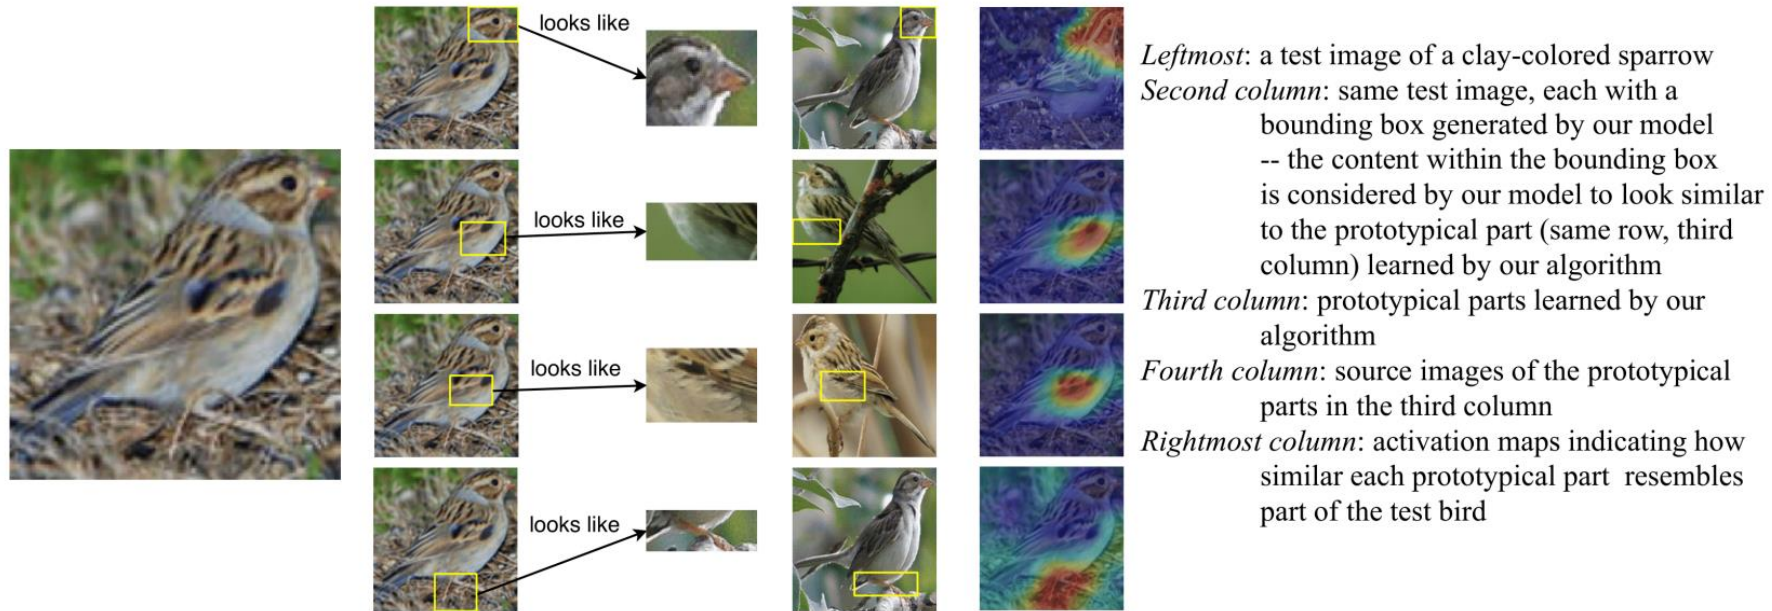 looks like
looks like
looks like
looks like
Leftmost: a test image of a clay-colored sparrow
Second column: same test image, each with a
bounding box generated by our model
-- the content within the bounding box
is considered by our model to look similar
to the prototypical part (same row, third
column) learned by our algorithm
Third column: prototypical parts learned by our
algorithm
Fourth column: source images of the prototypical
parts in the third column
Rightmost column: activation maps indicating how
similar each prototypical part resembles
part of the test bird